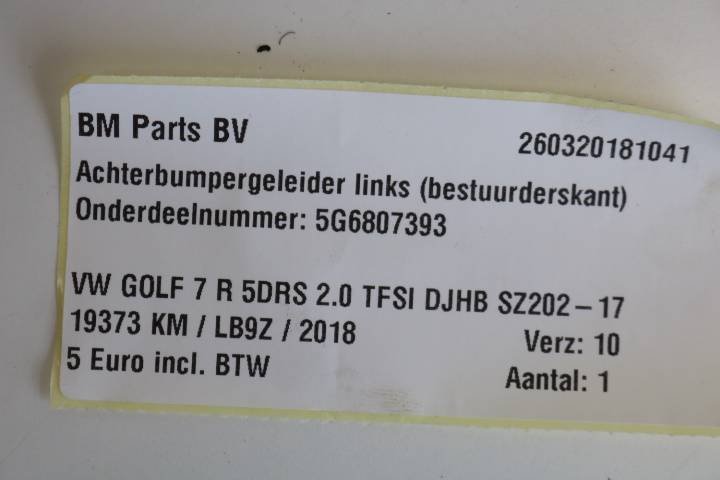 BM Parts BV 260320181041
Achterbumpergeleider links (bestuurderskant)
Onderdeelnummer: 5G6807393
VW GOLF 7 R 5DRS 2.0 TFSI DJHB SZ202-17
19373 KM / LB9Z / 2018 Verz: 10
5 Euro incl. BTW Aantal: 1